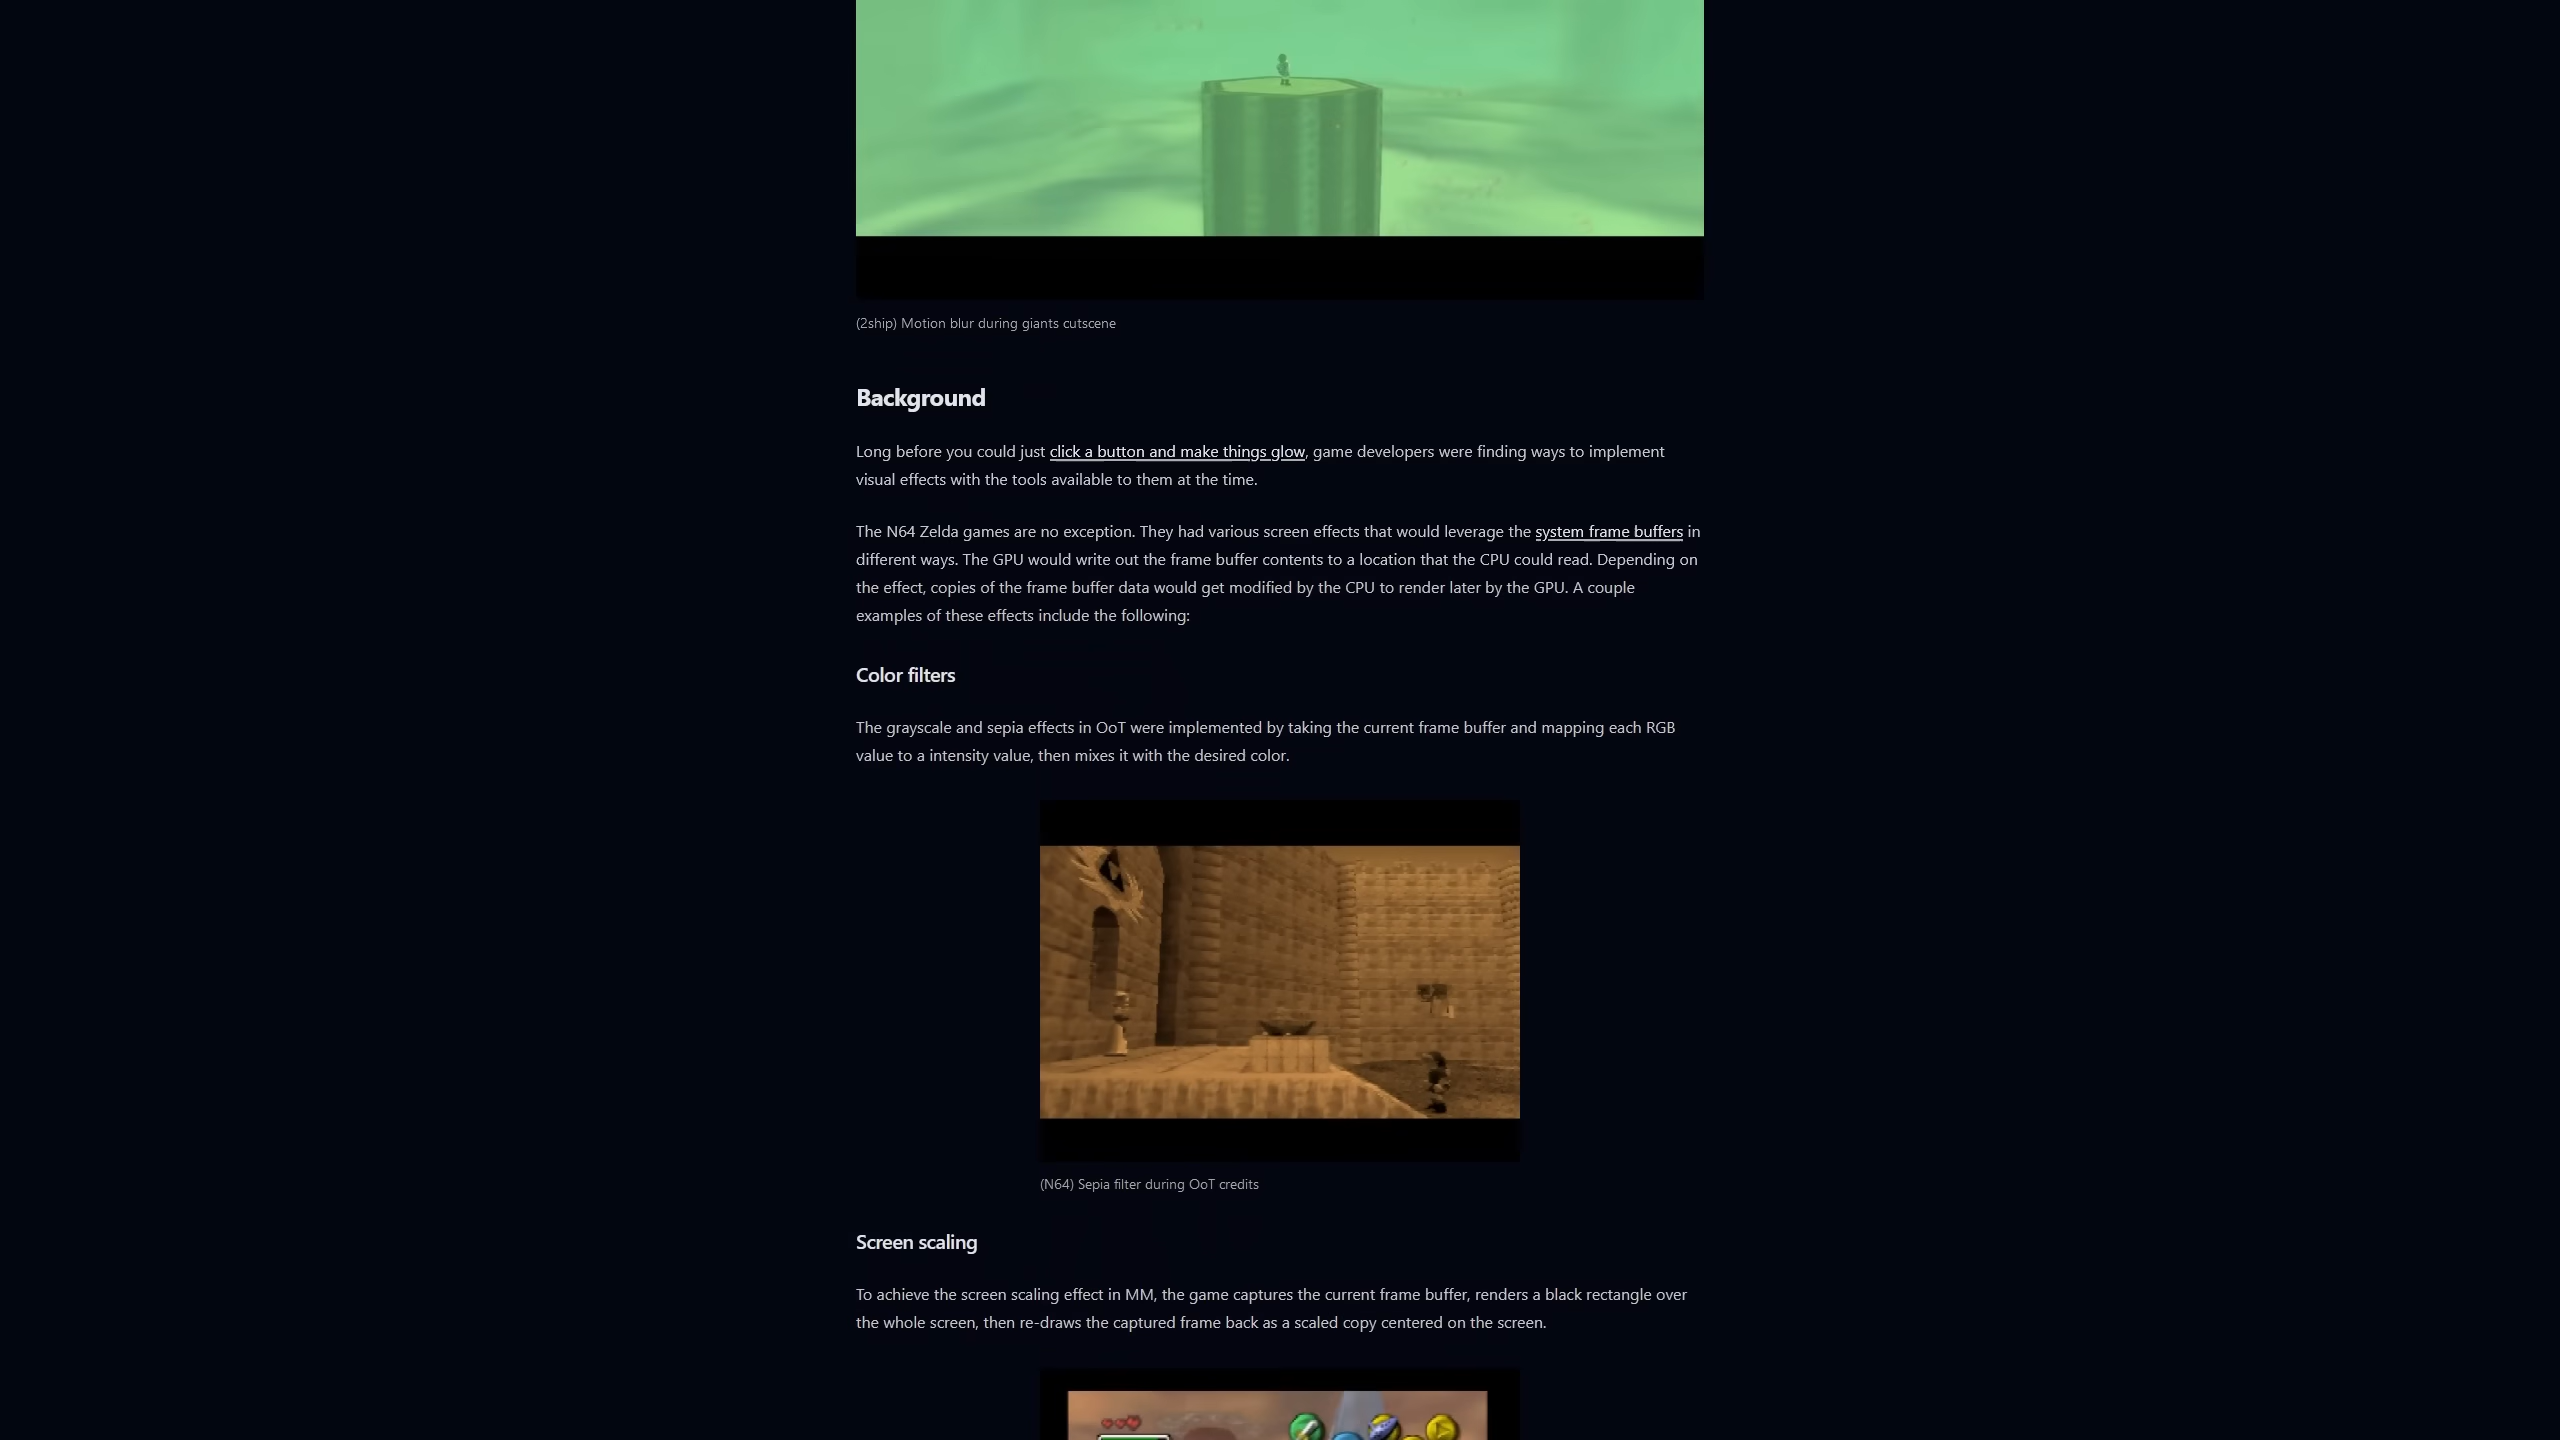 (2ship) Motion blur during giants cutscene
Background
Long before you could just click a button and make things glow, game developers were finding ways to implement
visual effects with the tools available to them at the time.
The N64 Zelda games are no exception. They had various screen effects that would leverage the system frame buffers in
different ways. The GPU would write out the frame buffer contents to a location that the CPU could read. Depending on
the effect, copies of the frame buffer data would get modified by the CPU to render later by the GPU. A couple
examples of these effects include the following:
Color filters
The grayscale and sepia effects in OoT were implemented by taking the current frame buffer and mapping each RGB
value to a intensity value, then mixes it with the desired color.
(N64) Sepia filter during OoT credits
Screen scaling
To achieve the screen scaling effect in MM, the game captures the current frame buffer, renders a black rectangle over
the whole screen, then re-draws the captured frame back as a scaled copy centered on the screen.